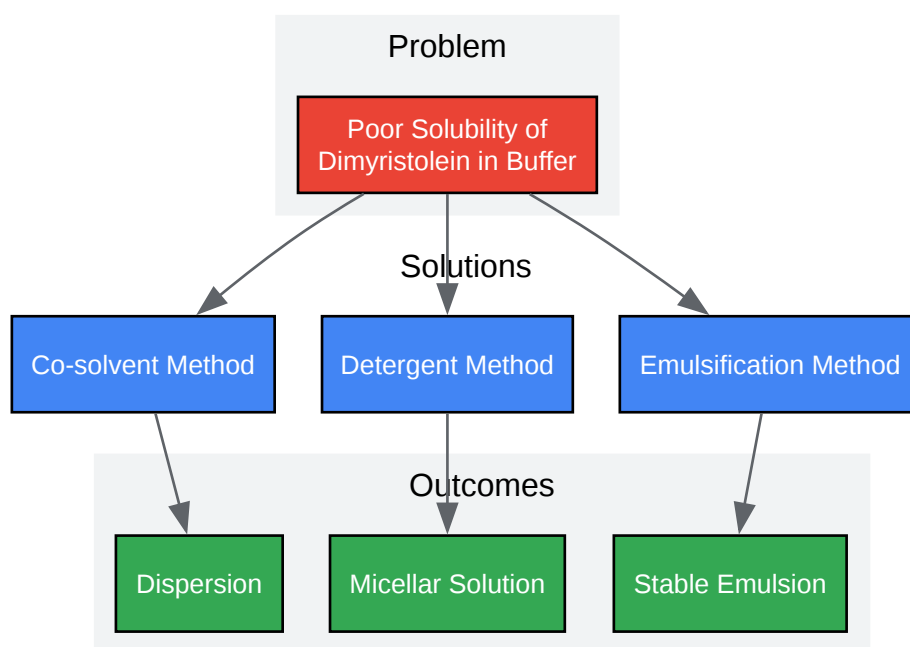 Problem
Poor Solubility of
Dimyristolein in Buffer
Solutions
Co-solvent Method
Detergent Method
Emulsification Method
Outcomes
Dispersion
Micellar Solution
Stable Emulsion